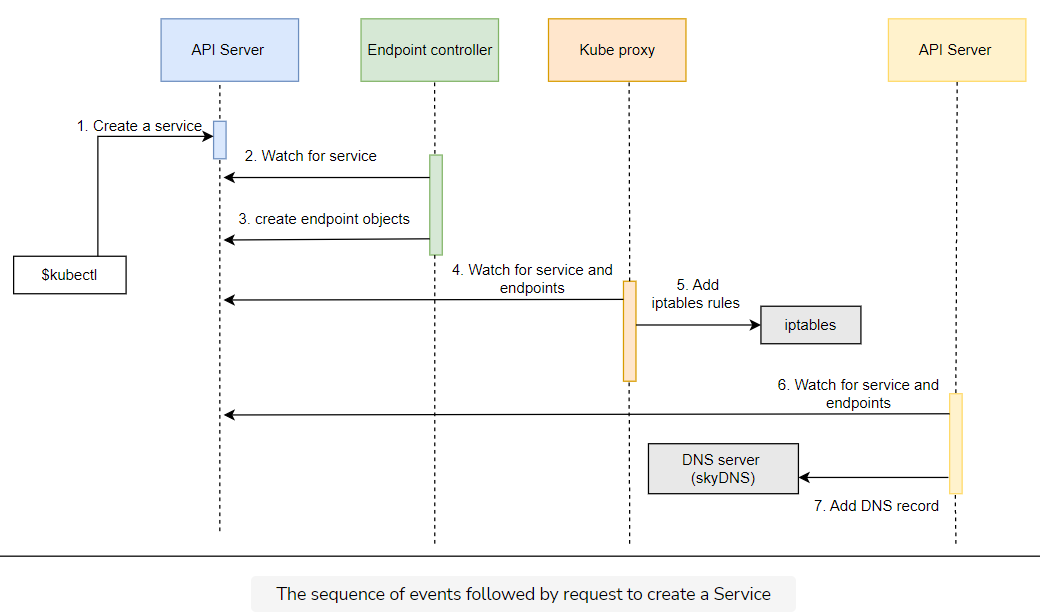 API Server
Endpoint controller
Kube proxy
API Server
1. Create a service
2. Watch for service
3. create endpoint objects
$kubectl
4. Watch for service and
endpoints
5. Add
iptables rules
iptables
6. Watch for service and
endpoints
DNS server
(skyDNS)
7. Add DNS record
The sequence of events followed by request to create a Service